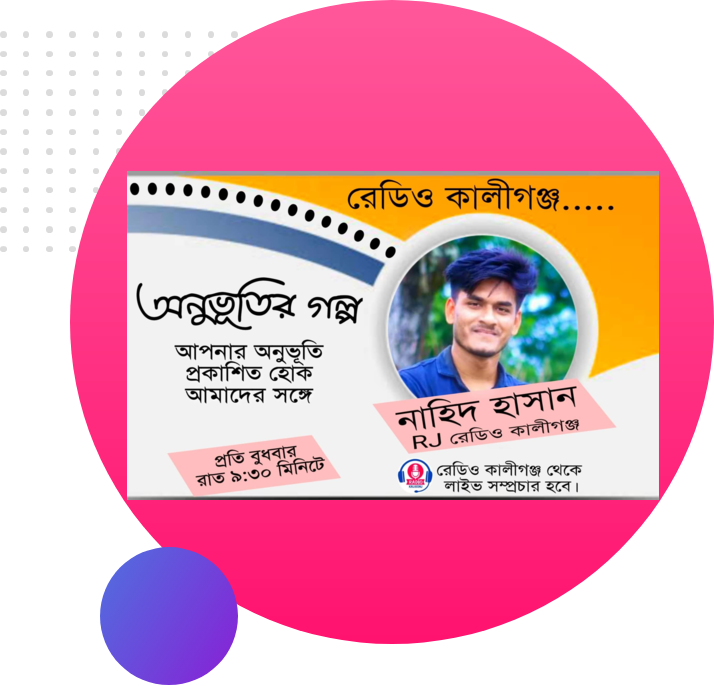 রেডিও কালীগঞ্জ.....
অনুভূতির গল্প
আপনার অনুভূতি
প্রকাশিত হোক
আমাদের সঙ্গে
নাহিদ হাসান
RJ রেডিও কালীগঞ্জ
প্রতি বুধবার
রাত ৯:৩০ মিনিটে
রেডিও কালীগঞ্জ থেকে
লাইভ সম্প্রচার হবে।
RADIO